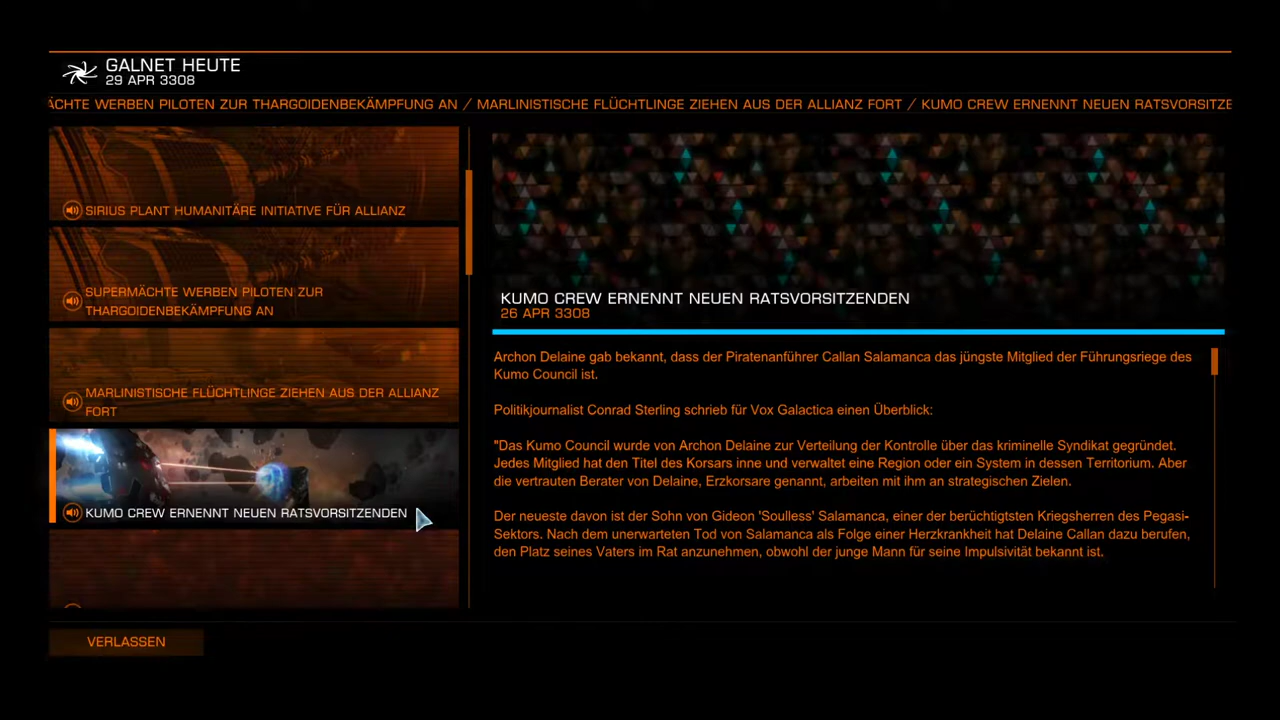 GALNET HEUTE
29 APR 3308
ÄCHTE WERBEN PILOTEN ZUR THARGOIDENBEKÄMPFUNG AN / MARLINISTISCHE FLÜCHTLINGE ZIEHEN AUS DER ALLIANZ FORT / KUMO CREW ERNENNT NEUEN RATSVORSITZE
SIRIUS PLANT HUMANITÄRE INITIATIVE FÜR ALLIANZ
SUPERMÄCHTE WERBEN PILOTEN ZUR
THARGOIDENBEKÄMPFUNG AN
MARLINISTISCHE FLÜCHTLINGE ZIEHEN AUS DER ALLIANZ
FORT
KUMO CREW ERNENNT NEUEN RATSVORSITZENDEN
KUMO CREW ERNENNT NEUEN RATSVORSITZENDEN
26 APR 3308
Archon Delaine gab bekannt, dass der Piratenanführer Callan Salamanca das jüngste Mitglied der Führungsriege des
Kumo Council ist.
Politikjournalist Conrad Sterling schrieb für Vox Galactica einen Überblick:
"Das Kumo Council wurde von Archon Delaine zur Verteilung der Kontrolle über das kriminelle Syndikat gegründet.
Jedes Mitglied hat den Titel des Korsars inne und verwaltet eine Region oder ein System in dessen Territorium. Aber
die vertrauten Berater von Delaine, Erzkorsare genannt, arbeiten mit ihm an strategischen Zielen.
Der neueste davon ist der Sohn von Gideon 'Soulless' Salamanca, einer der berüchtigtsten Kriegsherren des Pegasi-
Sektors. Nach dem unerwarteten Tod von Salamanca als Folge einer Herzkrankheit hat Delaine Callan dazu berufen,
den Platz seines Vaters im Rat anzunehmen, obwohl der junge Mann für seine Impulsivität bekannt ist.
VERLASSEN